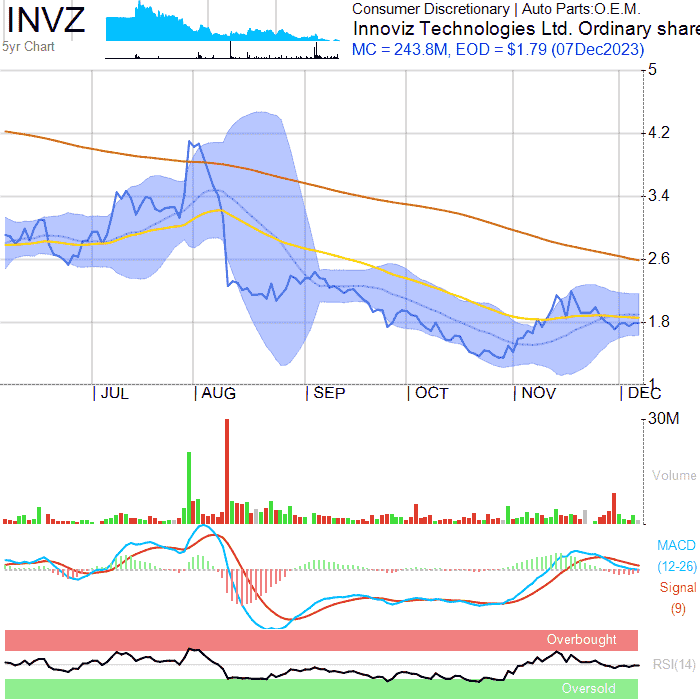 INVZ
5yr Chart
Consumer Discretionary | Auto Parts:O.E.M.
Innoviz Technologies Ltd. Ordinary share
MC = 243.8M, EOD = $1.79 (07Dec2023)
5
4.2
3.4
2.6
1.8
1
JUL
AUG
SEP
OCT
NOV
DEC
30M
Volume
MACD
(12-26)
Signal
(9)
Overbought
RSI(14)
Oversold